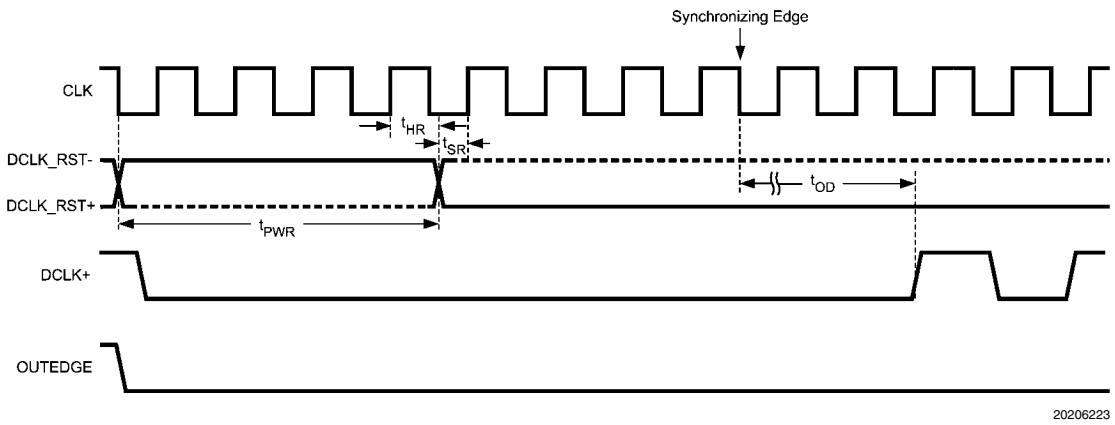 Synchronizing Edge
CLK
tHR
tSR
DCLK_RST-
tOD
DCLK_RST+
tPWR
DCLK+
OUTEDGE
20206223